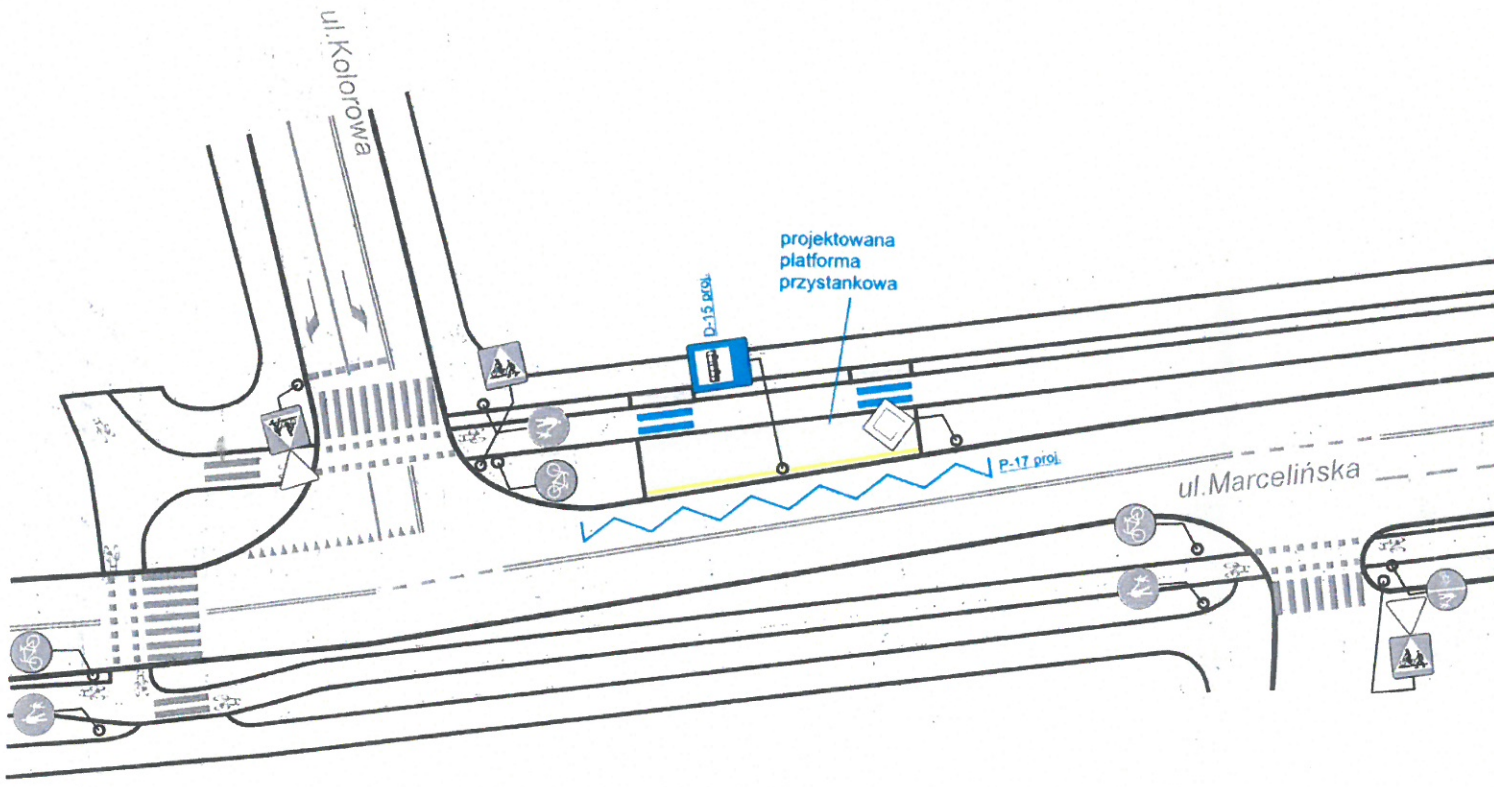 ul.Kolorowa
projektowana
platforma
przystankowa
D-15 proj.
P-17 proj.
ul.Marcelińska